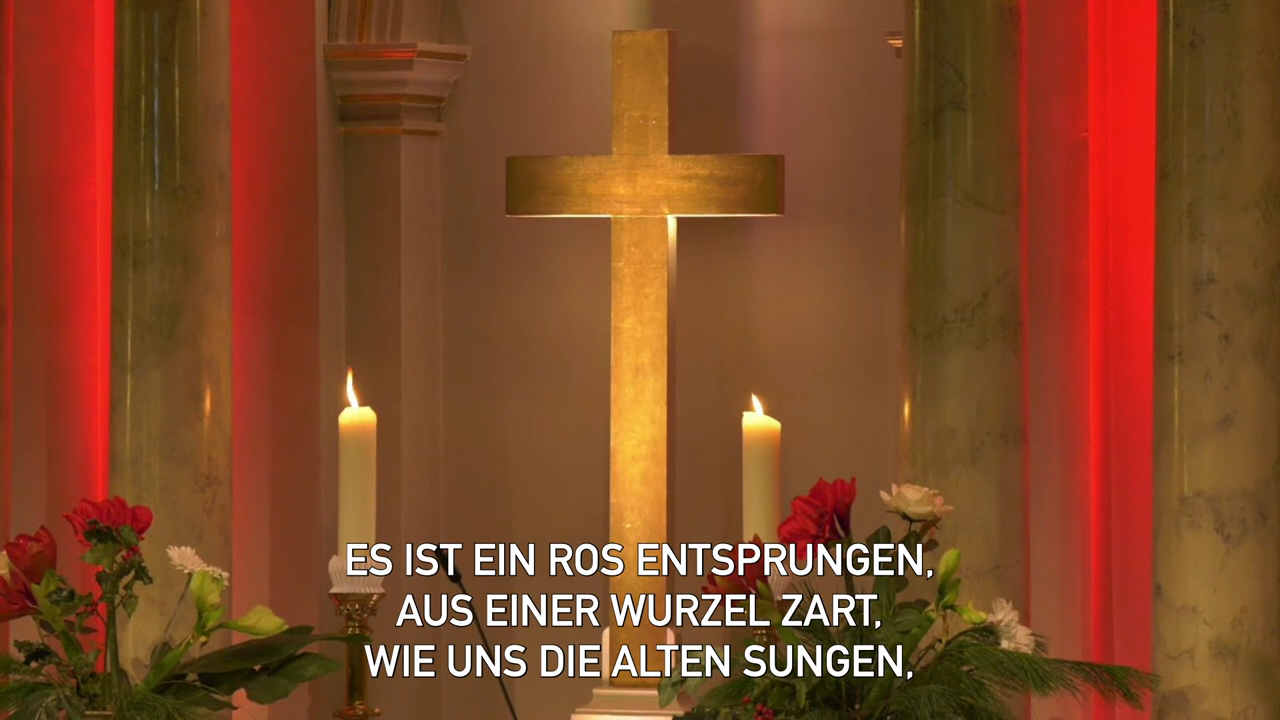 ES IST EIN ROS ENTSPRUNGEN,
AUS EINER WURZEL ZART,
WIE UNS DIE ALTEN SUNGEN,